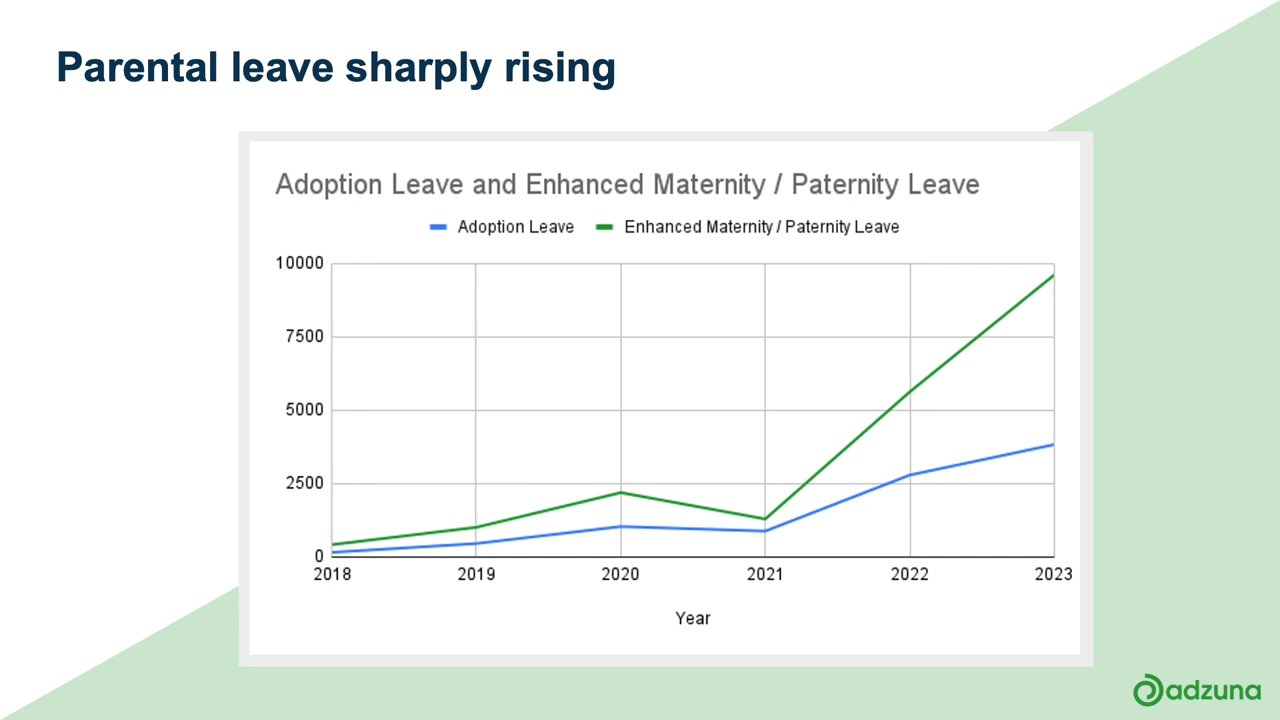 Parental leave sharply rising
Adoption Leave and Enhanced Maternity / Paternity Leave
Adoption Leave Enhanced Maternity / Paternity Leave
10000
7500
5000
2500
0
2018 2019 2020 2021 2022 2023
Year
adzuna